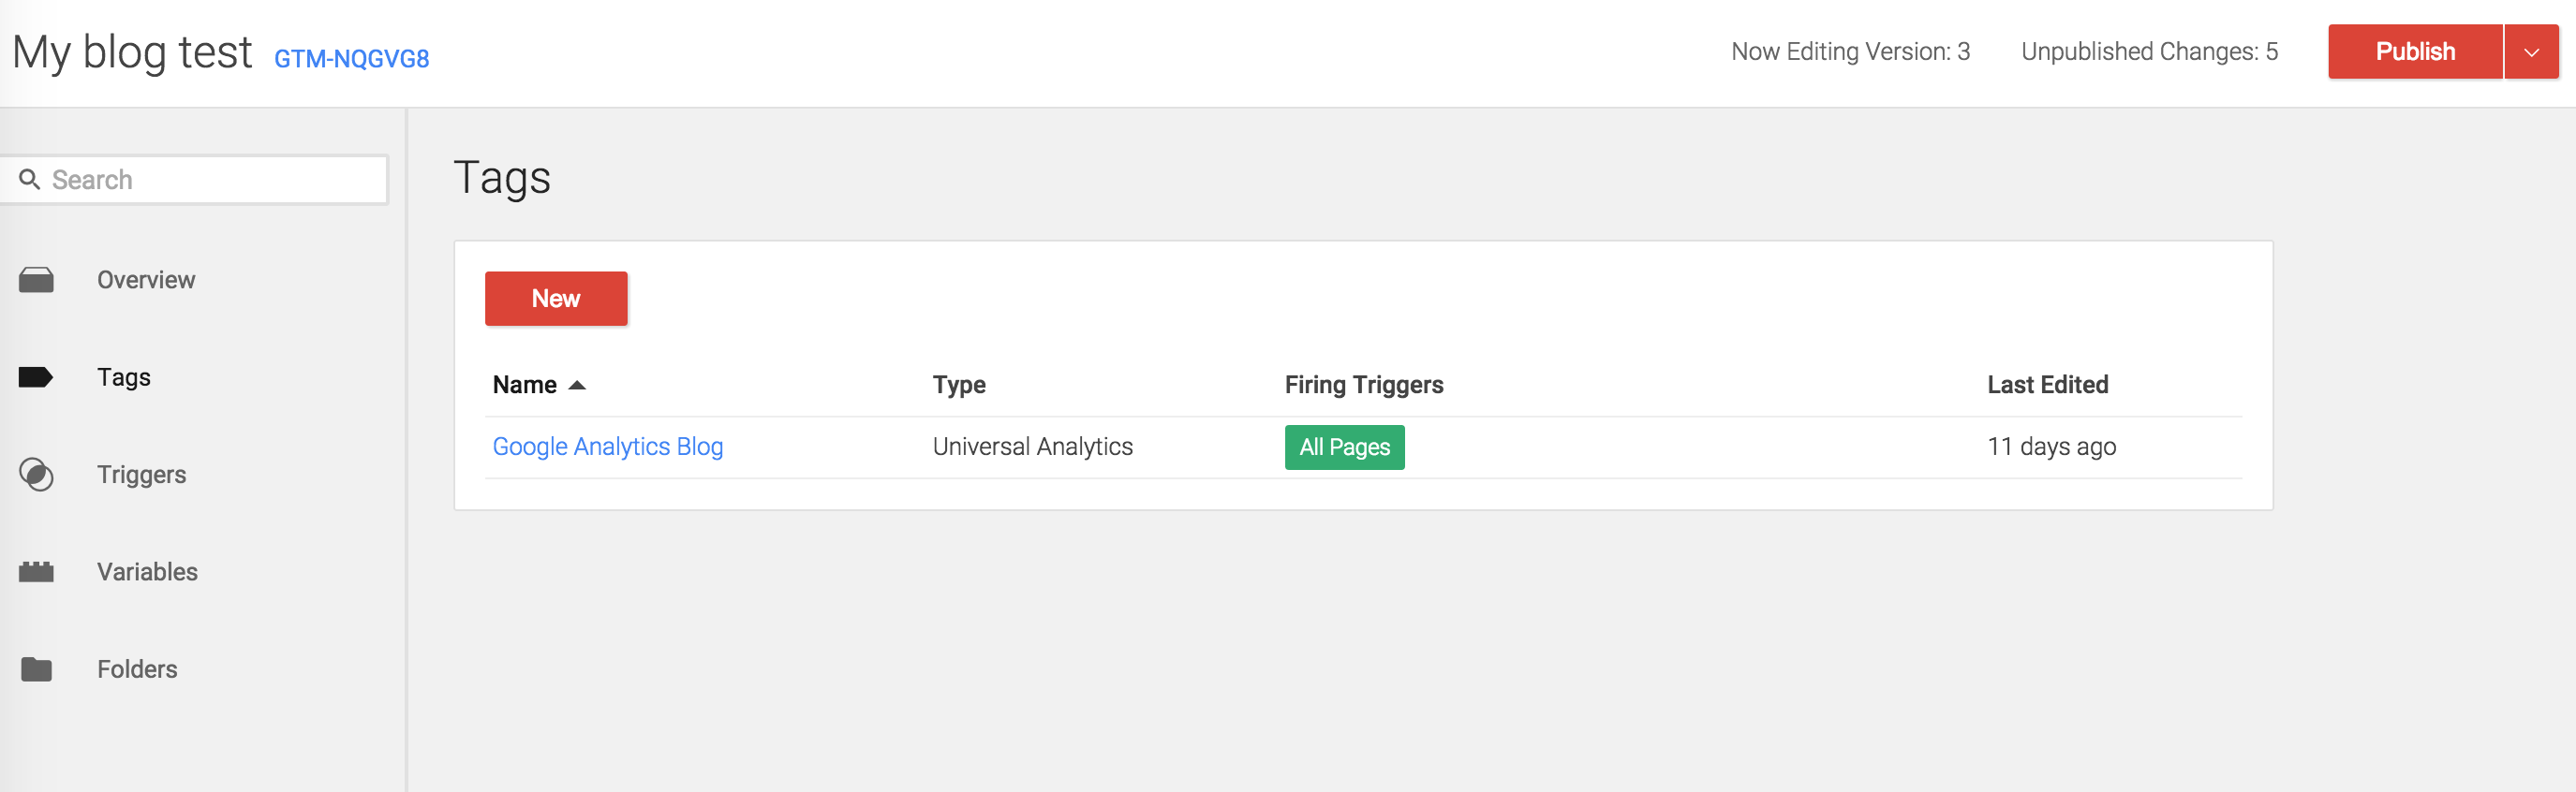 My blog test GTM-NQGVG8 Now Editing Version: 3 Unpublished Changes: 5 Publish
Search
Overview
Tags
Triggers
Variables
Folders
Tags
New
Name Type Firing Triggers Last Edited
Google Analytics Blog Universal Analytics All Pages 11 days ago